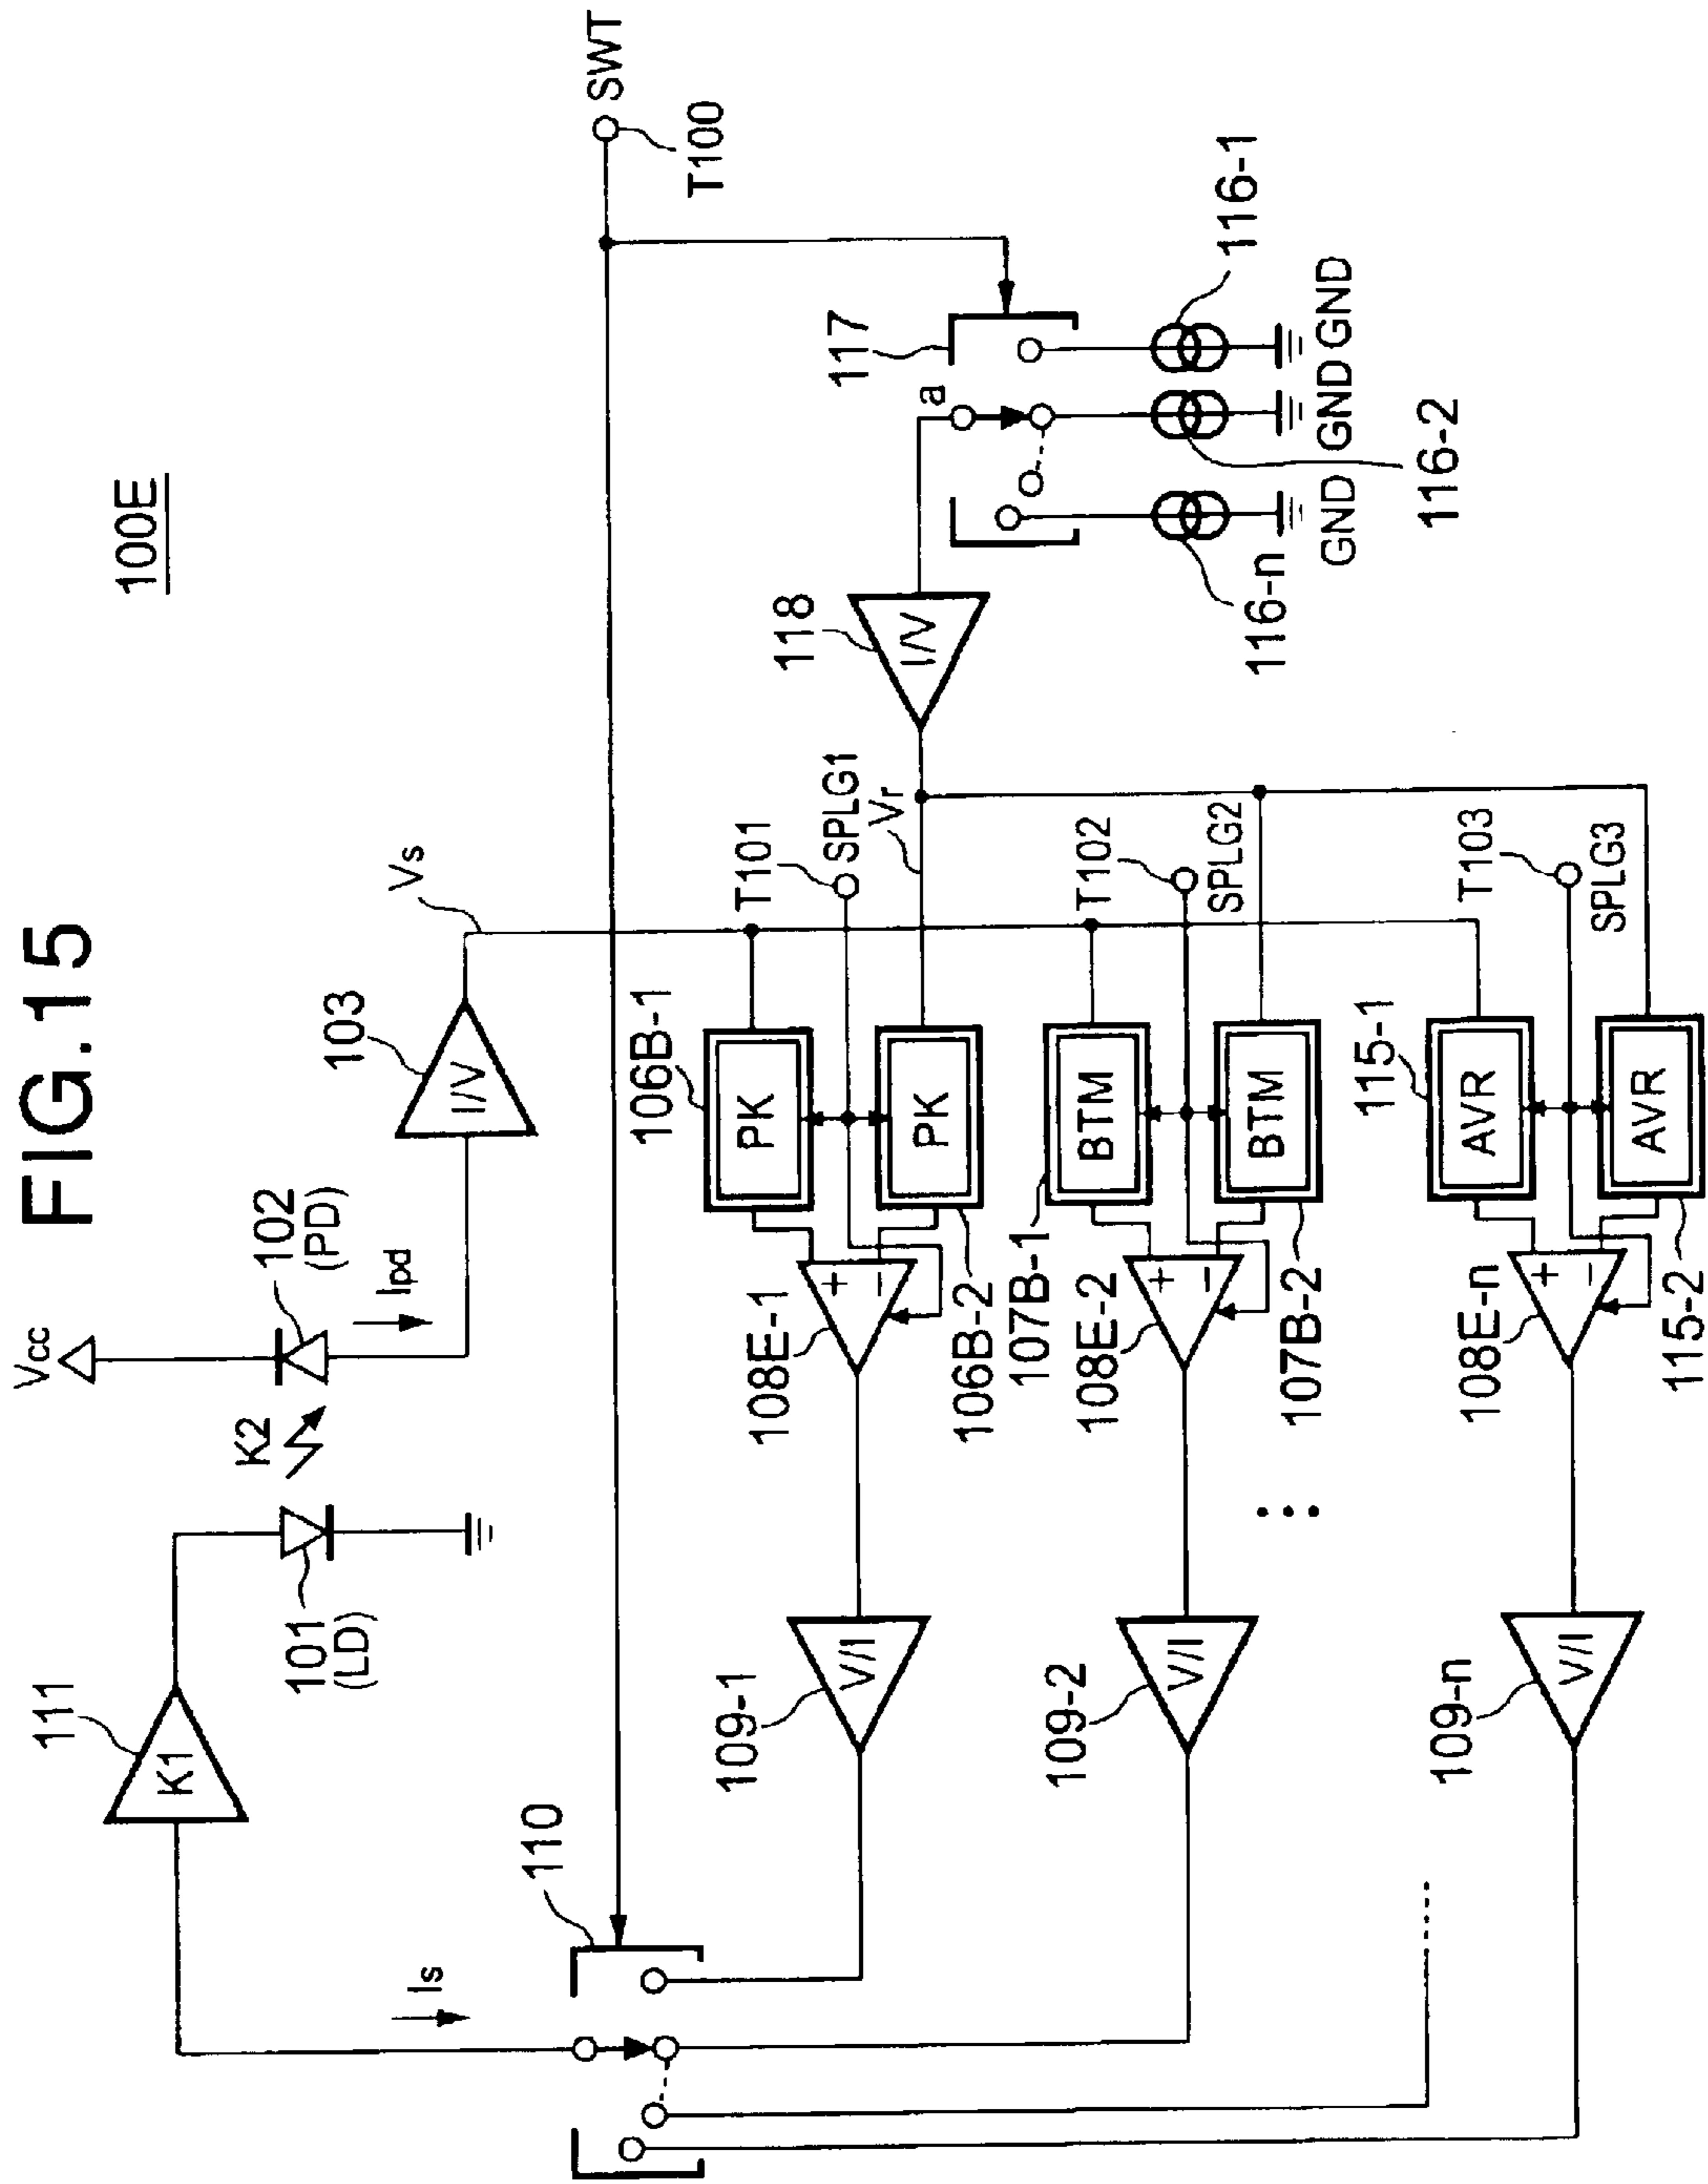 FIG. 15
100E
Vcc
102
(PD)
K2
Ipd
103
I/V
Vs
111
K1
101
(LD)
SWT
T100
110
Is
117
a
116-1
116-2
116-n
GND
GND
GND
118
I/V
Vr
T101
SPLG1
106B-1
PK
PK
106B-2
108E-1
+
−
109-1
V/I
T102
SPLG2
107B-1
BTM
BTM
107B-2
108E-2
+
−
109-2
V/I
T103
SPLG3
115-1
AVR
AVR
115-2
108E-n
+
−
109-n
V/I